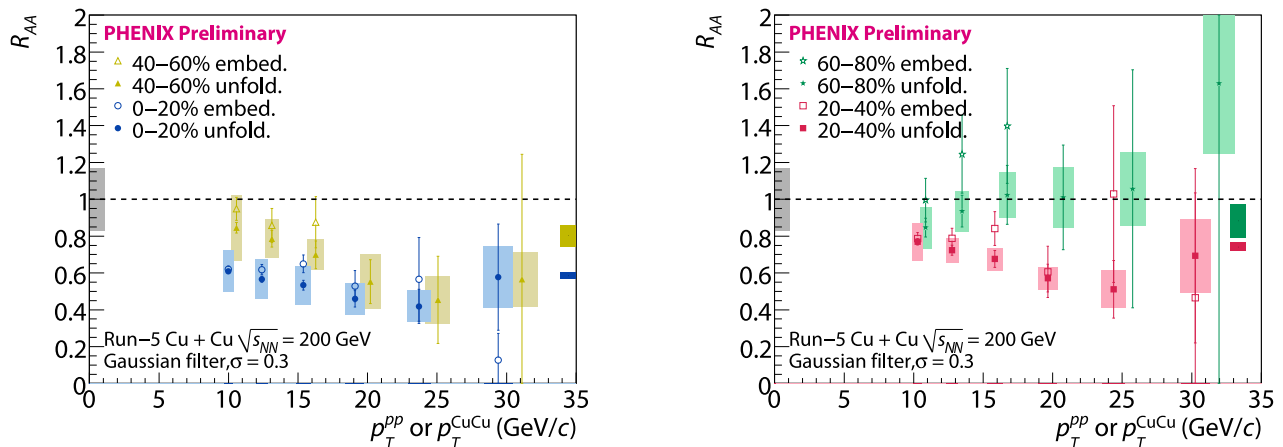 2
1.8
1.6
1.4
1.2
1
0.8
0.6
0.4
0.2
0
R_AA
PHENIX Preliminary
40−60% embed.
40−60% unfold.
0−20% embed.
0−20% unfold.
Run−5 Cu + Cu √s_NN = 200 GeV
Gaussian filter,σ = 0.3
0 5 10 15 20 25 30 35
p_T^pp or p_T^CuCu (GeV/c)
2
1.8
1.6
1.4
1.2
1
0.8
0.6
0.4
0.2
0
R_AA
PHENIX Preliminary
60−80% embed.
60−80% unfold.
20−40% embed.
20−40% unfold.
Run−5 Cu + Cu √s_NN = 200 GeV
Gaussian filter,σ = 0.3
0 5 10 15 20 25 30 35
p_T^pp or p_T^CuCu (GeV/c)